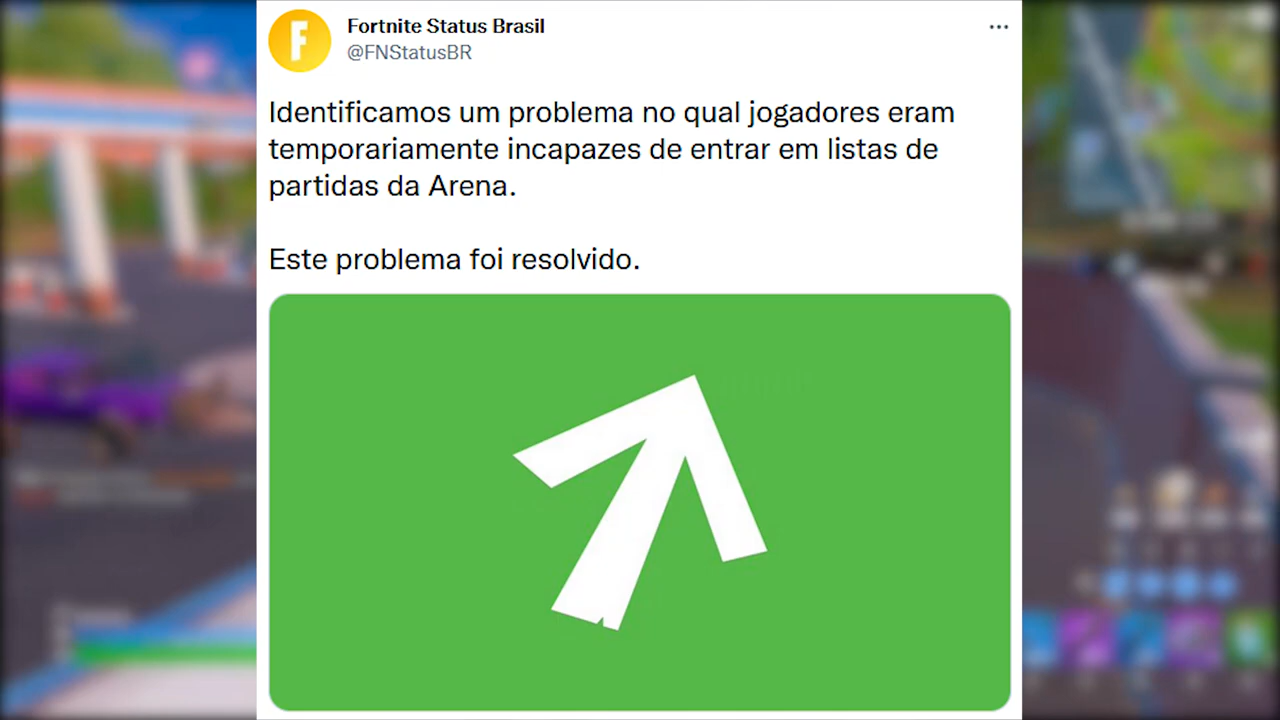 Fortnite Status Brasil
@FNStatusBR
Identificamos um problema no qual jogadores eram
temporariamente incapazes de entrar em listas de
partidas da Arena.
Este problema foi resolvido.